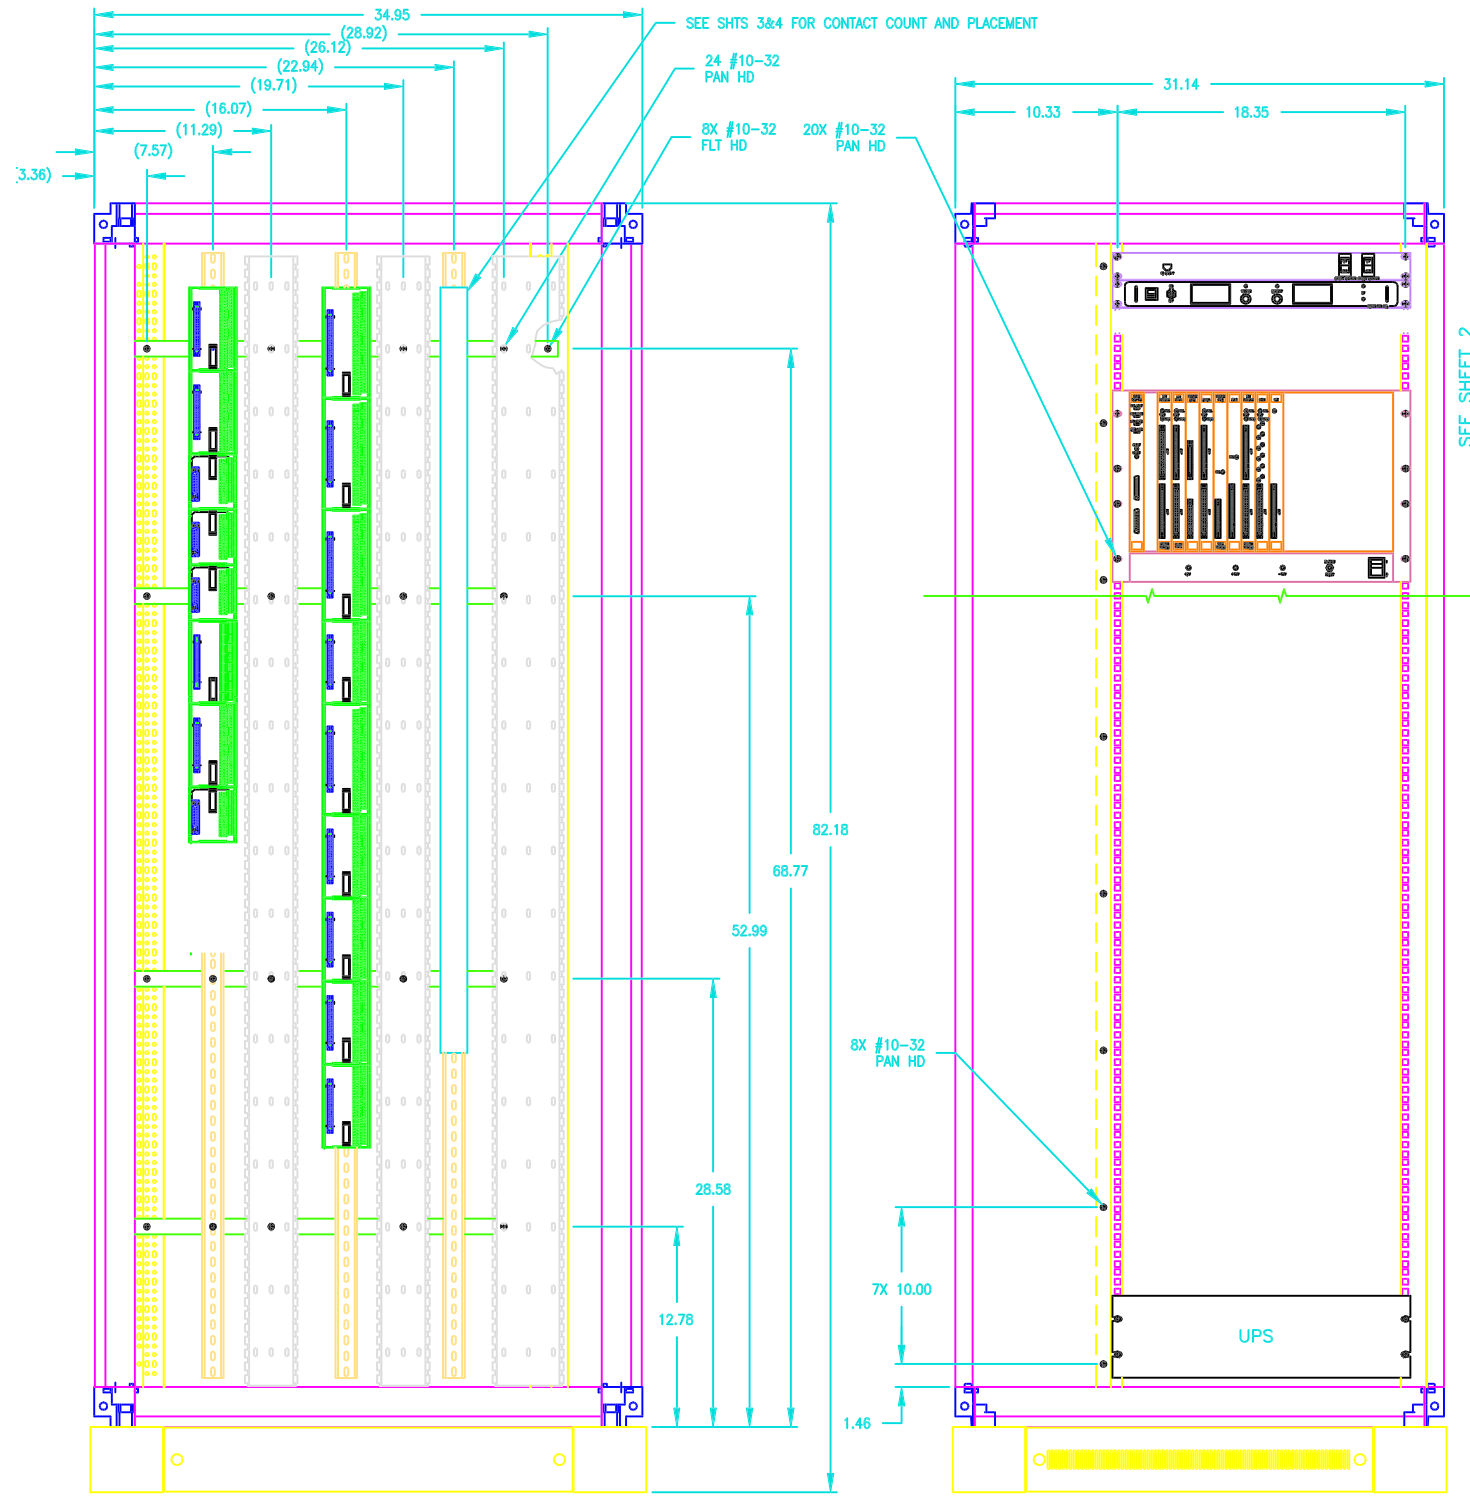 34.95
(28.92)
(26.12)
(22.94)
(19.71)
(16.07)
(11.29)
(7.57)
3.36)
SEE SHTS 3&4 FOR CONTACT COUNT AND PLACEMENT
24 #10-32
PAN HD
8X #10-32
FLT HD
20X #10-32
PAN HD
31.14
10.33
18.35
SEE SHEET 2
82.18
68.77
52.99
28.58
12.78
8X #10-32
PAN HD
7X 10.00
1.46
UPS